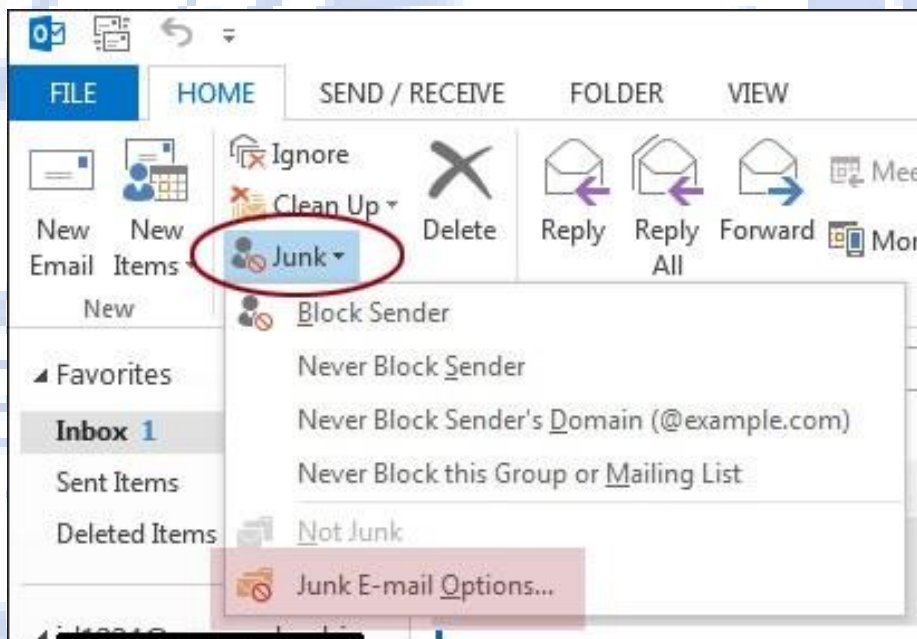 FILE HOME SEND / RECEIVE FOLDER VIEW
Ignore
Clean Up
Junk
New Email
New Items
Delete
Reply
Reply All
Forward
New
Block Sender
Never Block Sender
Never Block Sender's Domain (@example.com)
Never Block this Group or Mailing List
Not Junk
Junk E-mail Options...
Favorites
Inbox 1
Sent Items
Deleted Items